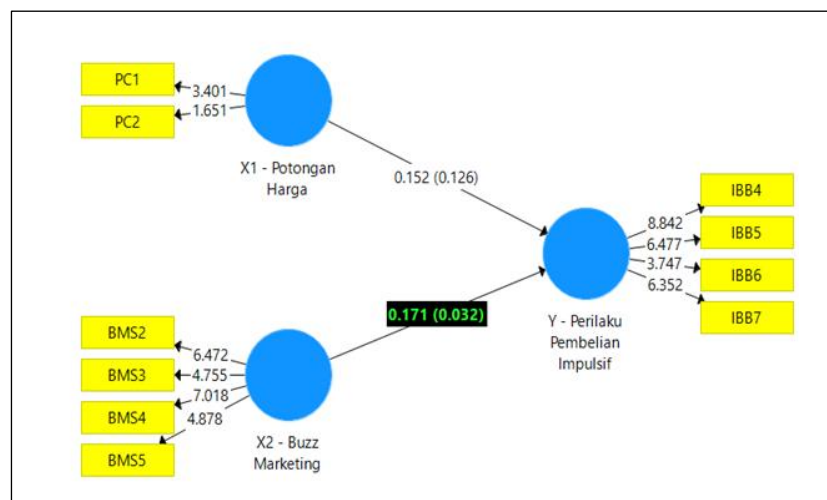 PC1
PC2
3.401
1.651
X1 - Potongan
Harga
0.152 (0.126)
BMS2
BMS3
BMS4
BMS5
6.472
4.755
7.018
4.878
X2 - Buzz
Marketing
0.171 (0.032)
Y - Perilaku
Pembelian
Impulsif
8.842
6.477
3.747
6.352
IBB4
IBB5
IBB6
IBB7